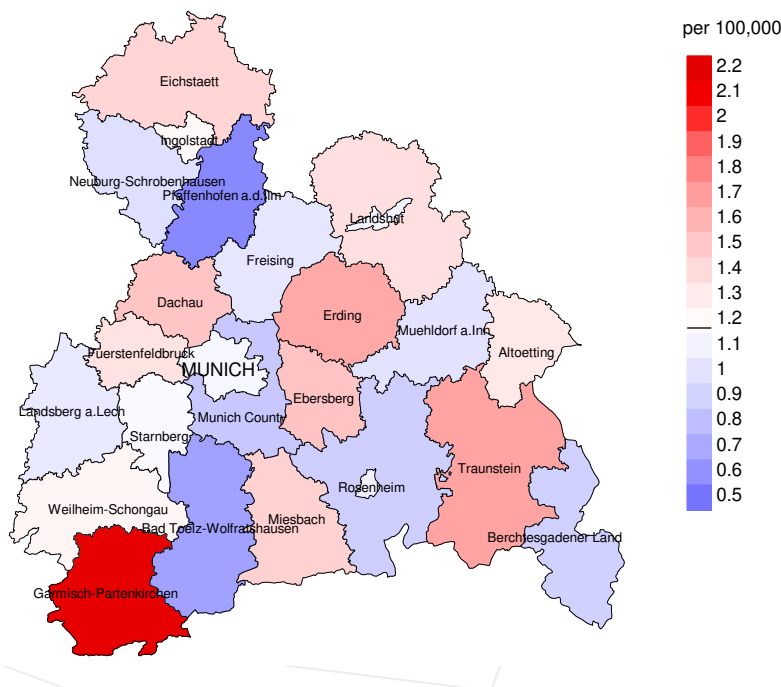 per 100,000
2.2
2.1
2
1.9
1.8
1.7
1.6
1.5
1.4
1.3
1.2
1.1
1
0.9
0.8
0.7
0.6
0.5
Eichstaett
Ingolstadt
Neuburg-Schrobenhausen
Pfaffenhofen a.d.Ilm
Landshut
Freising
Dachau
Erding
Muehldorf a.Inn
Altoetting
Fuerstenfeldbruck
MUNICH
Ebersberg
Landsberg a.Lech
Munich County
Starnberg
Traunstein
Rosenheim
Weilheim-Schongau
Miesbach
Bad Toelz-Wolfratshausen
Berchtesgadener Land
Garmisch-Partenkirchen